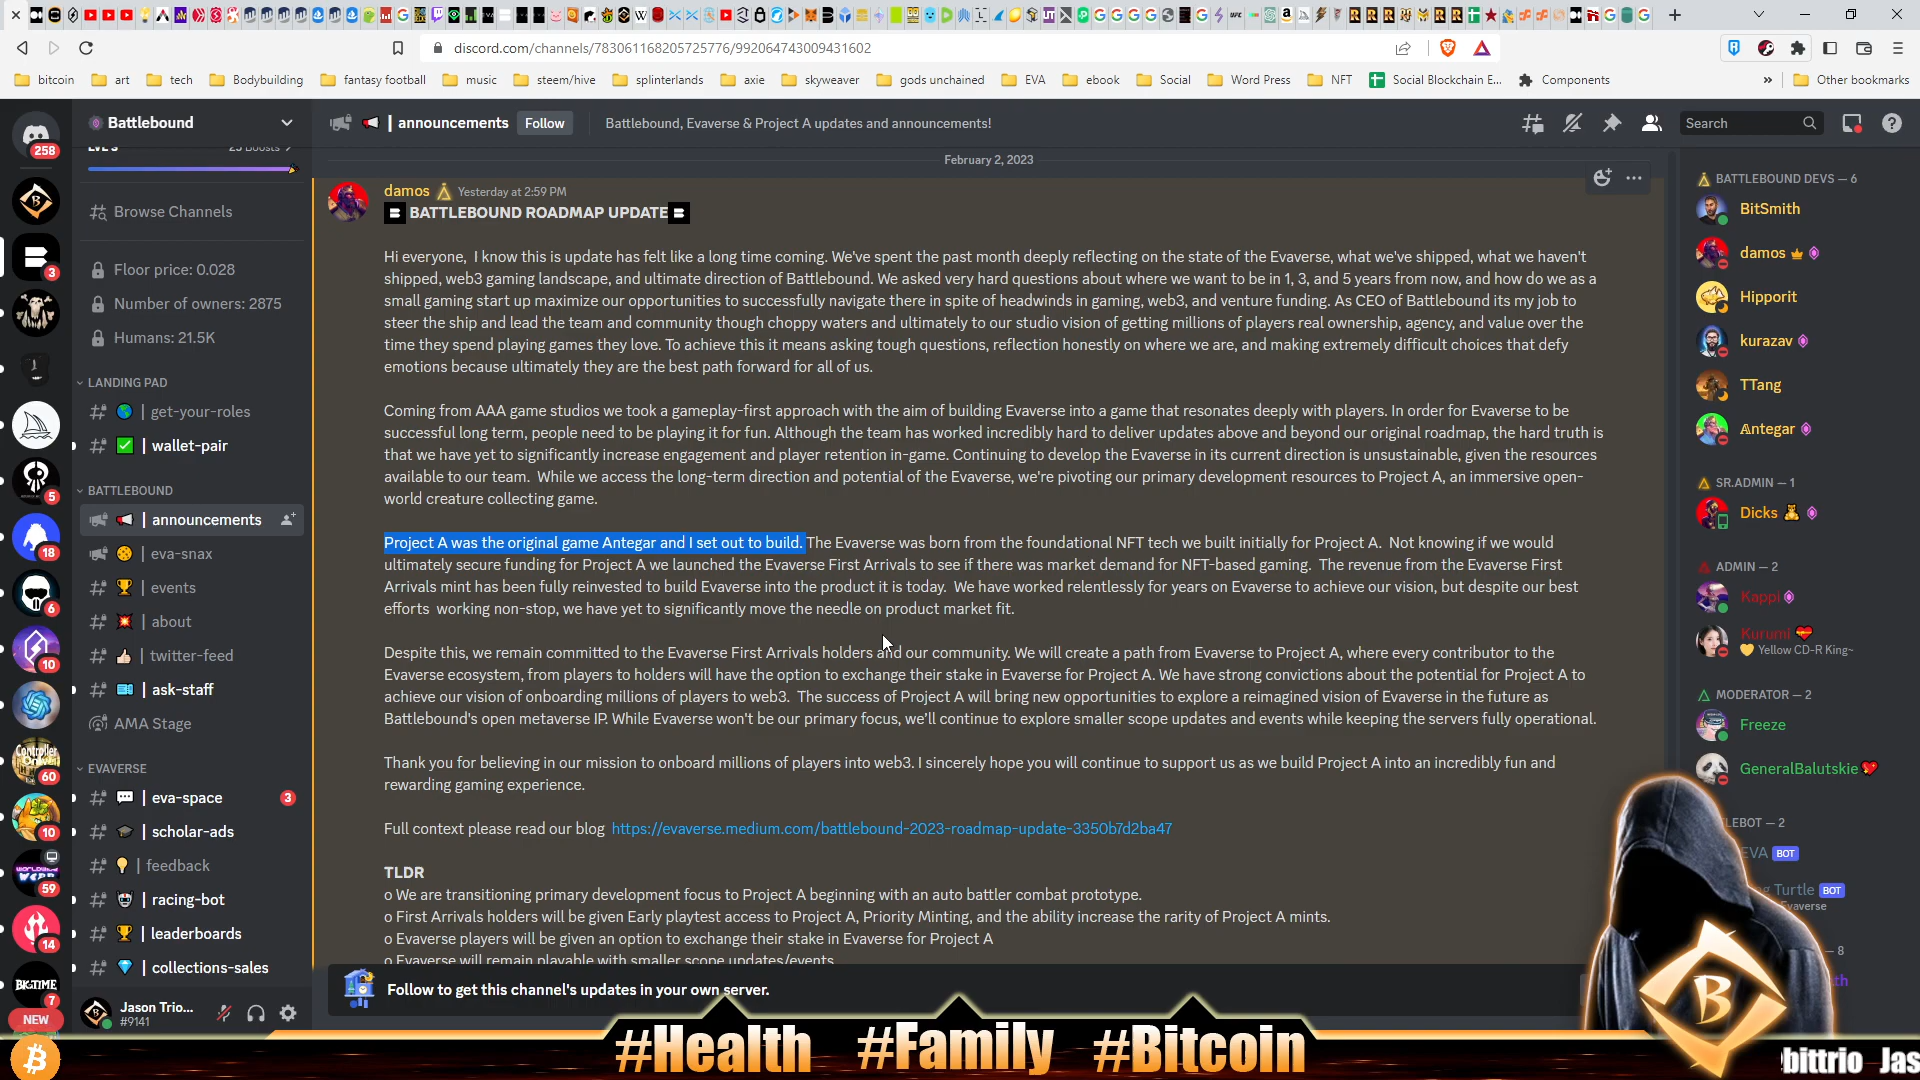 discord.com/channels/783061168205725776/992064743009431602
bitcoin art tech Bodybuilding fantasy football music steem/hive splinterlands axie skyweaver gods unchained EVA ebook Social Word Press NFT Social Blockchain E... Components » Other bookmarks
258
Battlebound
announcements Follow Battlebound, Evaverse & Project A updates and announcements! Search
Browse Channels
Floor price: 0.028
Number of owners: 2875
Humans: 21.5K
LANDING PAD
get-your-roles
wallet-pair
BATTLEBOUND
announcements
eva-snax
events
about
twitter-feed
ask-staff
AMA Stage
EVAVERSE
eva-space 3
scholar-ads
feedback
racing-bot
leaderboards
collections-sales
3
5
18
6
10
60
10
59
14
BIGTIME
7
NEW
Jason Trio...
#9141
February 2, 2023
damos Yesterday at 2:59 PM
BATTLEBOUND ROADMAP UPDATE
Hi everyone, I know this is update has felt like a long time coming. We've spent the past month deeply reflecting on the state of the Evaverse, what we've shipped, what we haven't
shipped, web3 gaming landscape, and ultimate direction of Battlebound. We asked very hard questions about where we want to be in 1, 3, and 5 years from now, and how do we as a
small gaming start up maximize our opportunities to successfully navigate there in spite of headwinds in gaming, web3, and venture funding. As CEO of Battlebound its my job to
steer the ship and lead the team and community though choppy waters and ultimately to our studio vision of getting millions of players real ownership, agency, and value over the
time they spend playing games they love. To achieve this it means asking tough questions, reflection honestly on where we are, and making extremely difficult choices that defy
emotions because ultimately they are the best path forward for all of us.
Coming from AAA game studios we took a gameplay-first approach with the aim of building Evaverse into a game that resonates deeply with players. In order for Evaverse to be
successful long term, people need to be playing it for fun. Although the team has worked incredibly hard to deliver updates above and beyond our original roadmap, the hard truth is
that we have yet to significantly increase engagement and player retention in-game. Continuing to develop the Evaverse in its current direction is unsustainable, given the resources
available to our team. While we access the long-term direction and potential of the Evaverse, we're pivoting our primary development resources to Project A, an immersive open-
world creature collecting game.
Project A was the original game Antegar and I set out to build. The Evaverse was born from the foundational NFT tech we built initially for Project A. Not knowing if we would
ultimately secure funding for Project A we launched the Evaverse First Arrivals to see if there was market demand for NFT-based gaming. The revenue from the Evaverse First
Arrivals mint has been fully reinvested to build Evaverse into the product it is today. We have worked relentlessly for years on Evaverse to achieve our vision, but despite our best
efforts working non-stop, we have yet to significantly move the needle on product market fit.
Despite this, we remain committed to the Evaverse First Arrivals holders and our community. We will create a path from Evaverse to Project A, where every contributor to the
Evaverse ecosystem, from players to holders will have the option to exchange their stake in Evaverse for Project A. We have strong convictions about the potential for Project A to
achieve our vision of onboarding millions of players to web3. The success of Project A will bring new opportunities to explore a reimagined vision of Evaverse in the future as
Battlebound's open metaverse IP. While Evaverse won't be our primary focus, we'll continue to explore smaller scope updates and events while keeping the servers fully operational.
Thank you for believing in our mission to onboard millions of players into web3. I sincerely hope you will continue to support us as we build Project A into an incredibly fun and
rewarding gaming experience.
Full context please read our blog https://evaverse.medium.com/battlebound-2023-roadmap-update-3350b7d2ba47
TLDR
o We are transitioning primary development focus to Project A beginning with an auto battler combat prototype.
o First Arrivals holders will be given Early playtest access to Project A, Priority Minting, and the ability increase the rarity of Project A mints.
o Evaverse players will be given an option to exchange their stake in Evaverse for Project A
o Evaverse will remain playable with smaller scope updates/events
Follow to get this channel's updates in your own server.
BATTLEBOUND DEVS — 6
BitSmith
damos
Hipporit
kurazav
TTang
Antegar
SR.ADMIN — 1
Dicks
ADMIN — 2
Kappi
Kurumi
Yellow CD-R King~
MODERATOR — 2
Freeze
GeneralBalutskie
LEBOT — 2
EVA BOT
Turtle BOT
verse
8
#Health #Family #Bitcoin
bittrio Jas